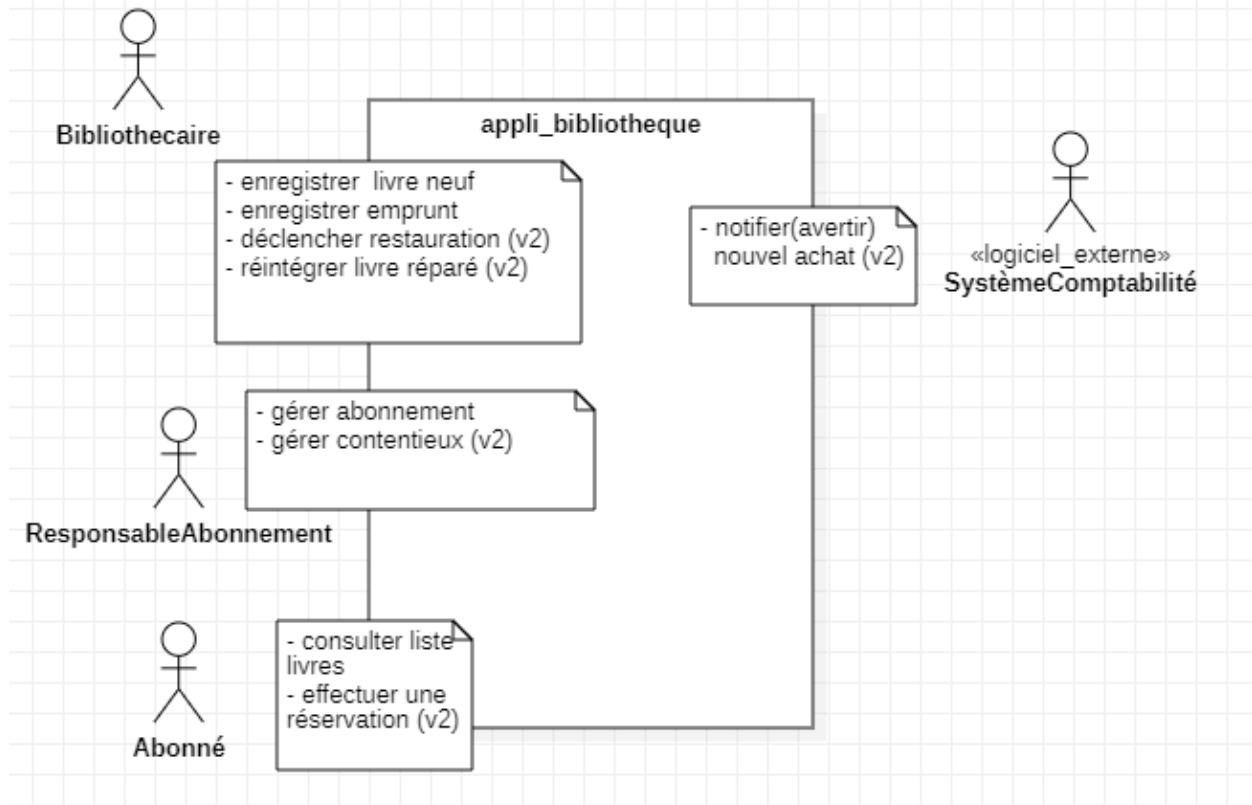 Bibliothecaire
appli_bibliotheque
- enregistrer livre neuf
- enregistrer emprunt
- déclencher restauration (v2)
- réintégrer livre réparé (v2)
- notifier(avertir)
nouvel achat (v2)
«logiciel_externe»
SystèmeComptabilité
- gérer abonnement
- gérer contentieux (v2)
ResponsableAbonnement
- consulter liste
livres
- effectuer une
réservation (v2)
Abonné